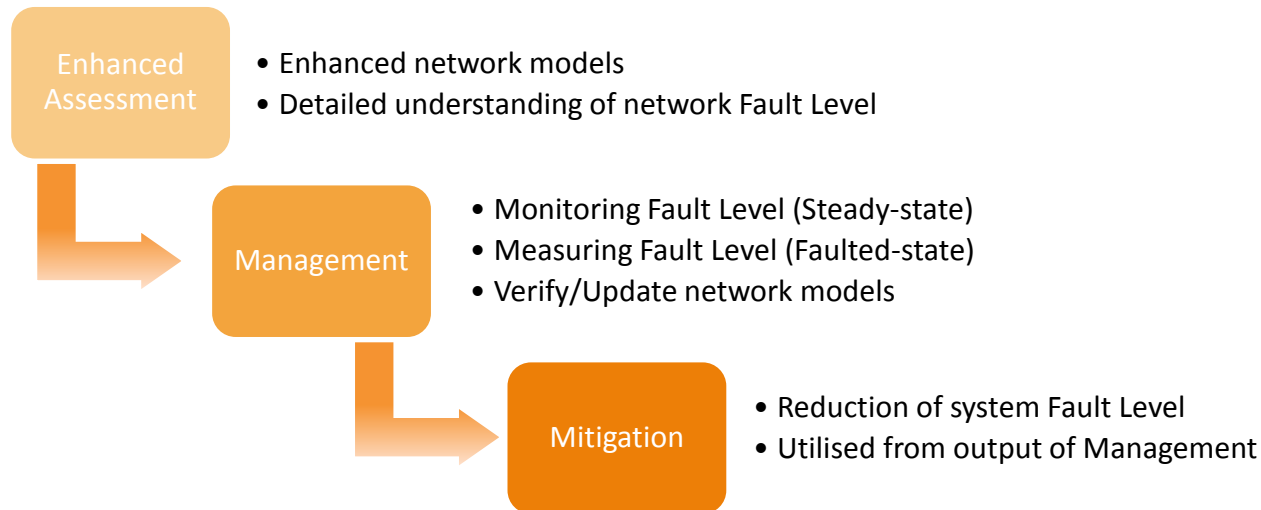 Enhanced
Assessment
• Enhanced network models
• Detailed understanding of network Fault Level
Management
• Monitoring Fault Level (Steady-state)
• Measuring Fault Level (Faulted-state)
• Verify/Update network models
Mitigation
• Reduction of system Fault Level
• Utilised from output of Management